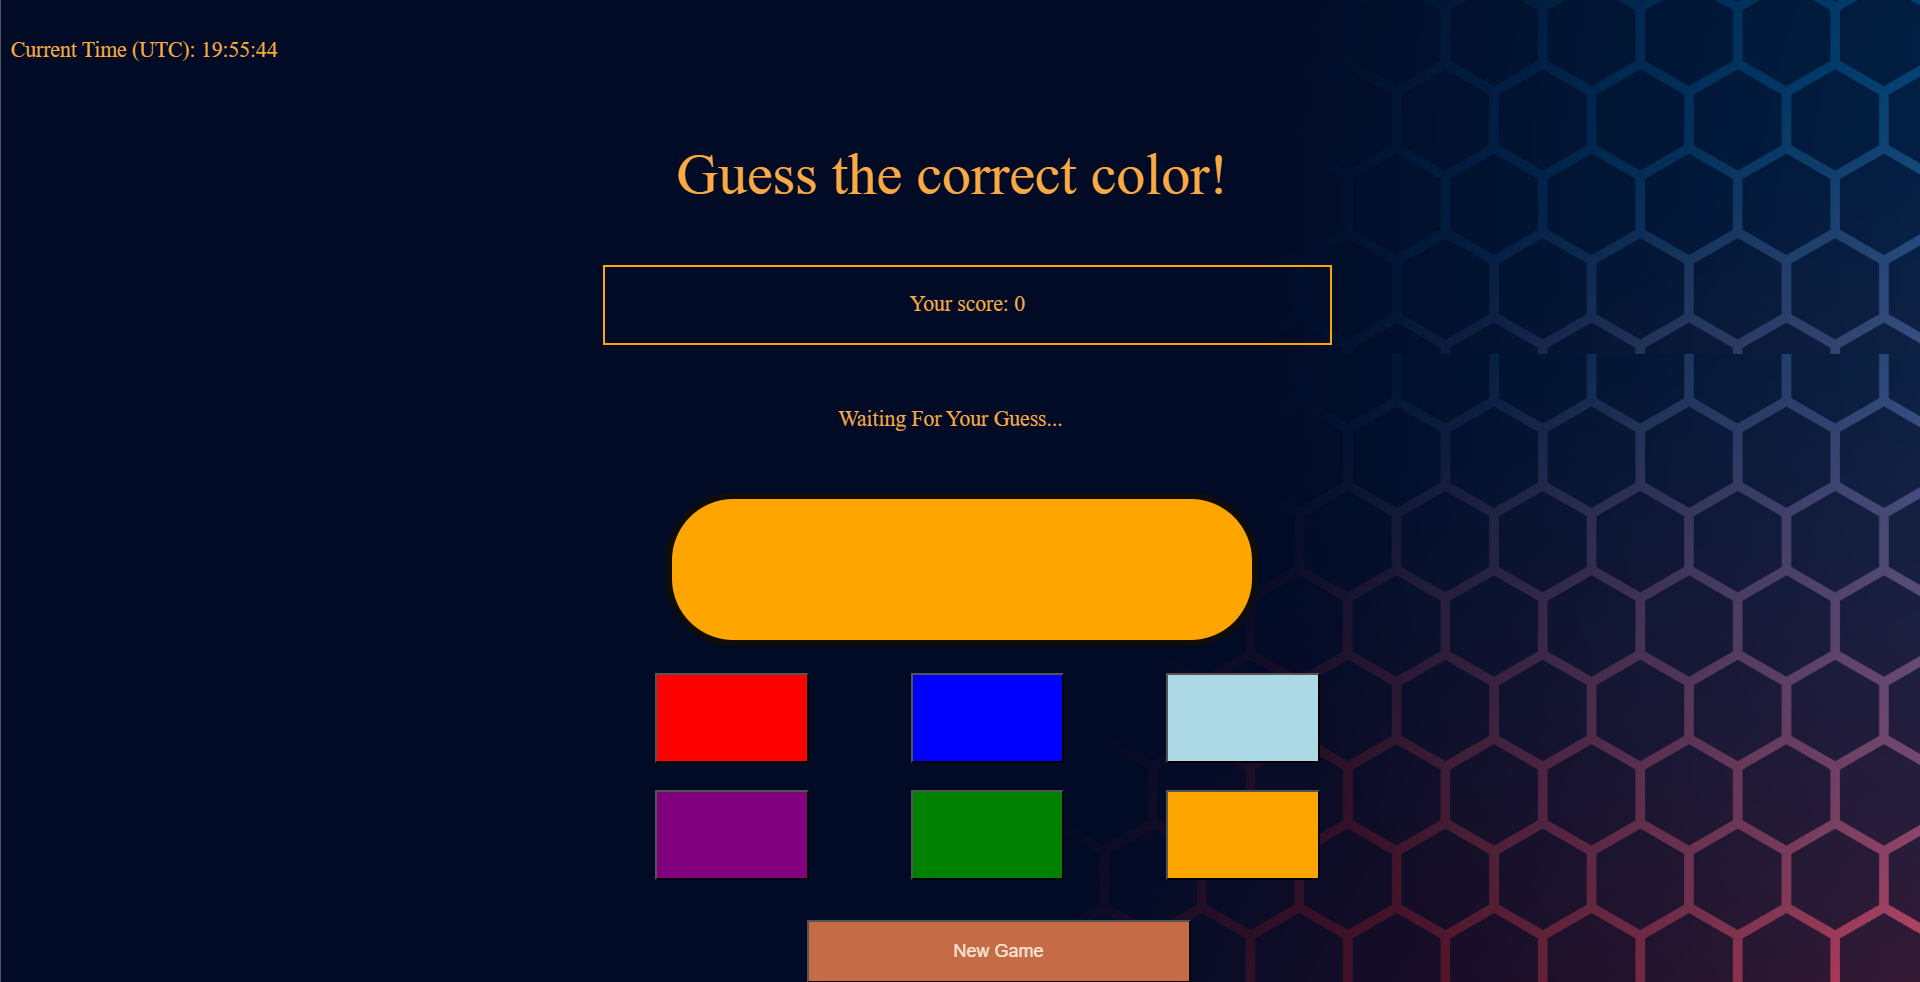 Current Time (UTC): 19:55:44
Guess the correct color!
Your score: 0
Waiting For Your Guess...
New Game